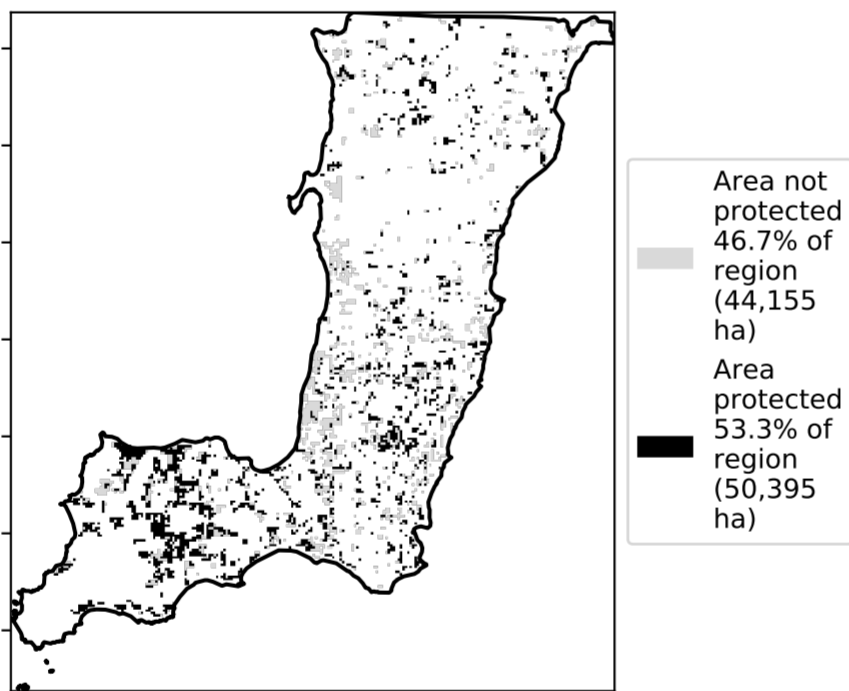 Area not
protected
46.7% of
region
(44,155
ha)
Area
protected
53.3% of
region
(50,395
ha)